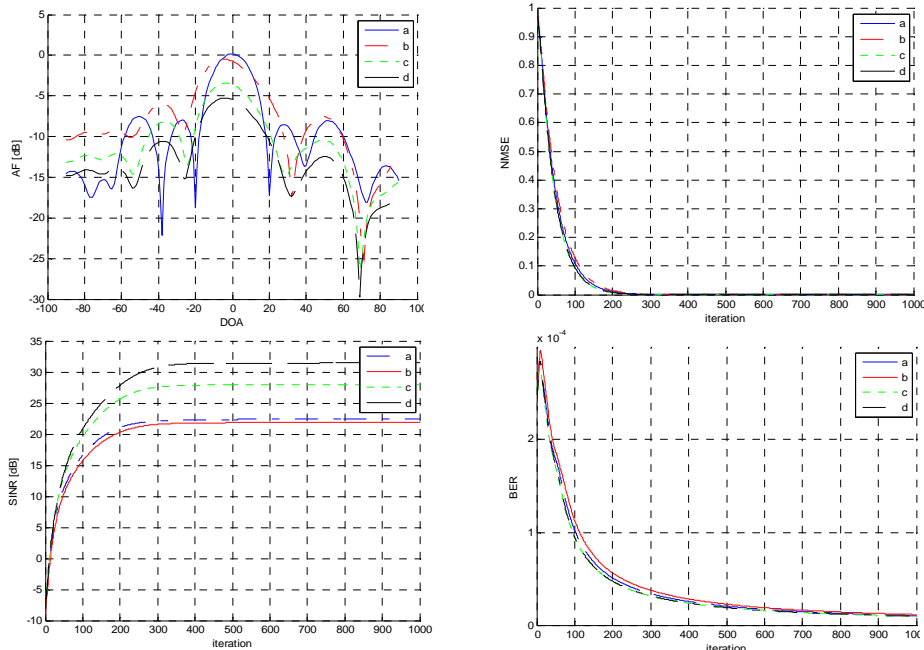 5
0
-5
-10
-15
-20
-25
-30
-100 -80 -60 -40 -20 0 20 40 60 80 100
AF [dB]
DOA
a
b
c
d
1
0.9
0.8
0.7
0.6
0.5
0.4
0.3
0.2
0.1
0
0 100 200 300 400 500 600 700 800 900 1000
NMSE
iteration
a
b
c
d
35
30
25
20
15
10
5
0
-5
-10
0 100 200 300 400 500 600 700 800 900 1000
SINR [dB]
iteration
a
b
c
d
x 10-4
2
1
0
0 100 200 300 400 500 600 700 800 900 1000
BER
iteration
a
b
c
d